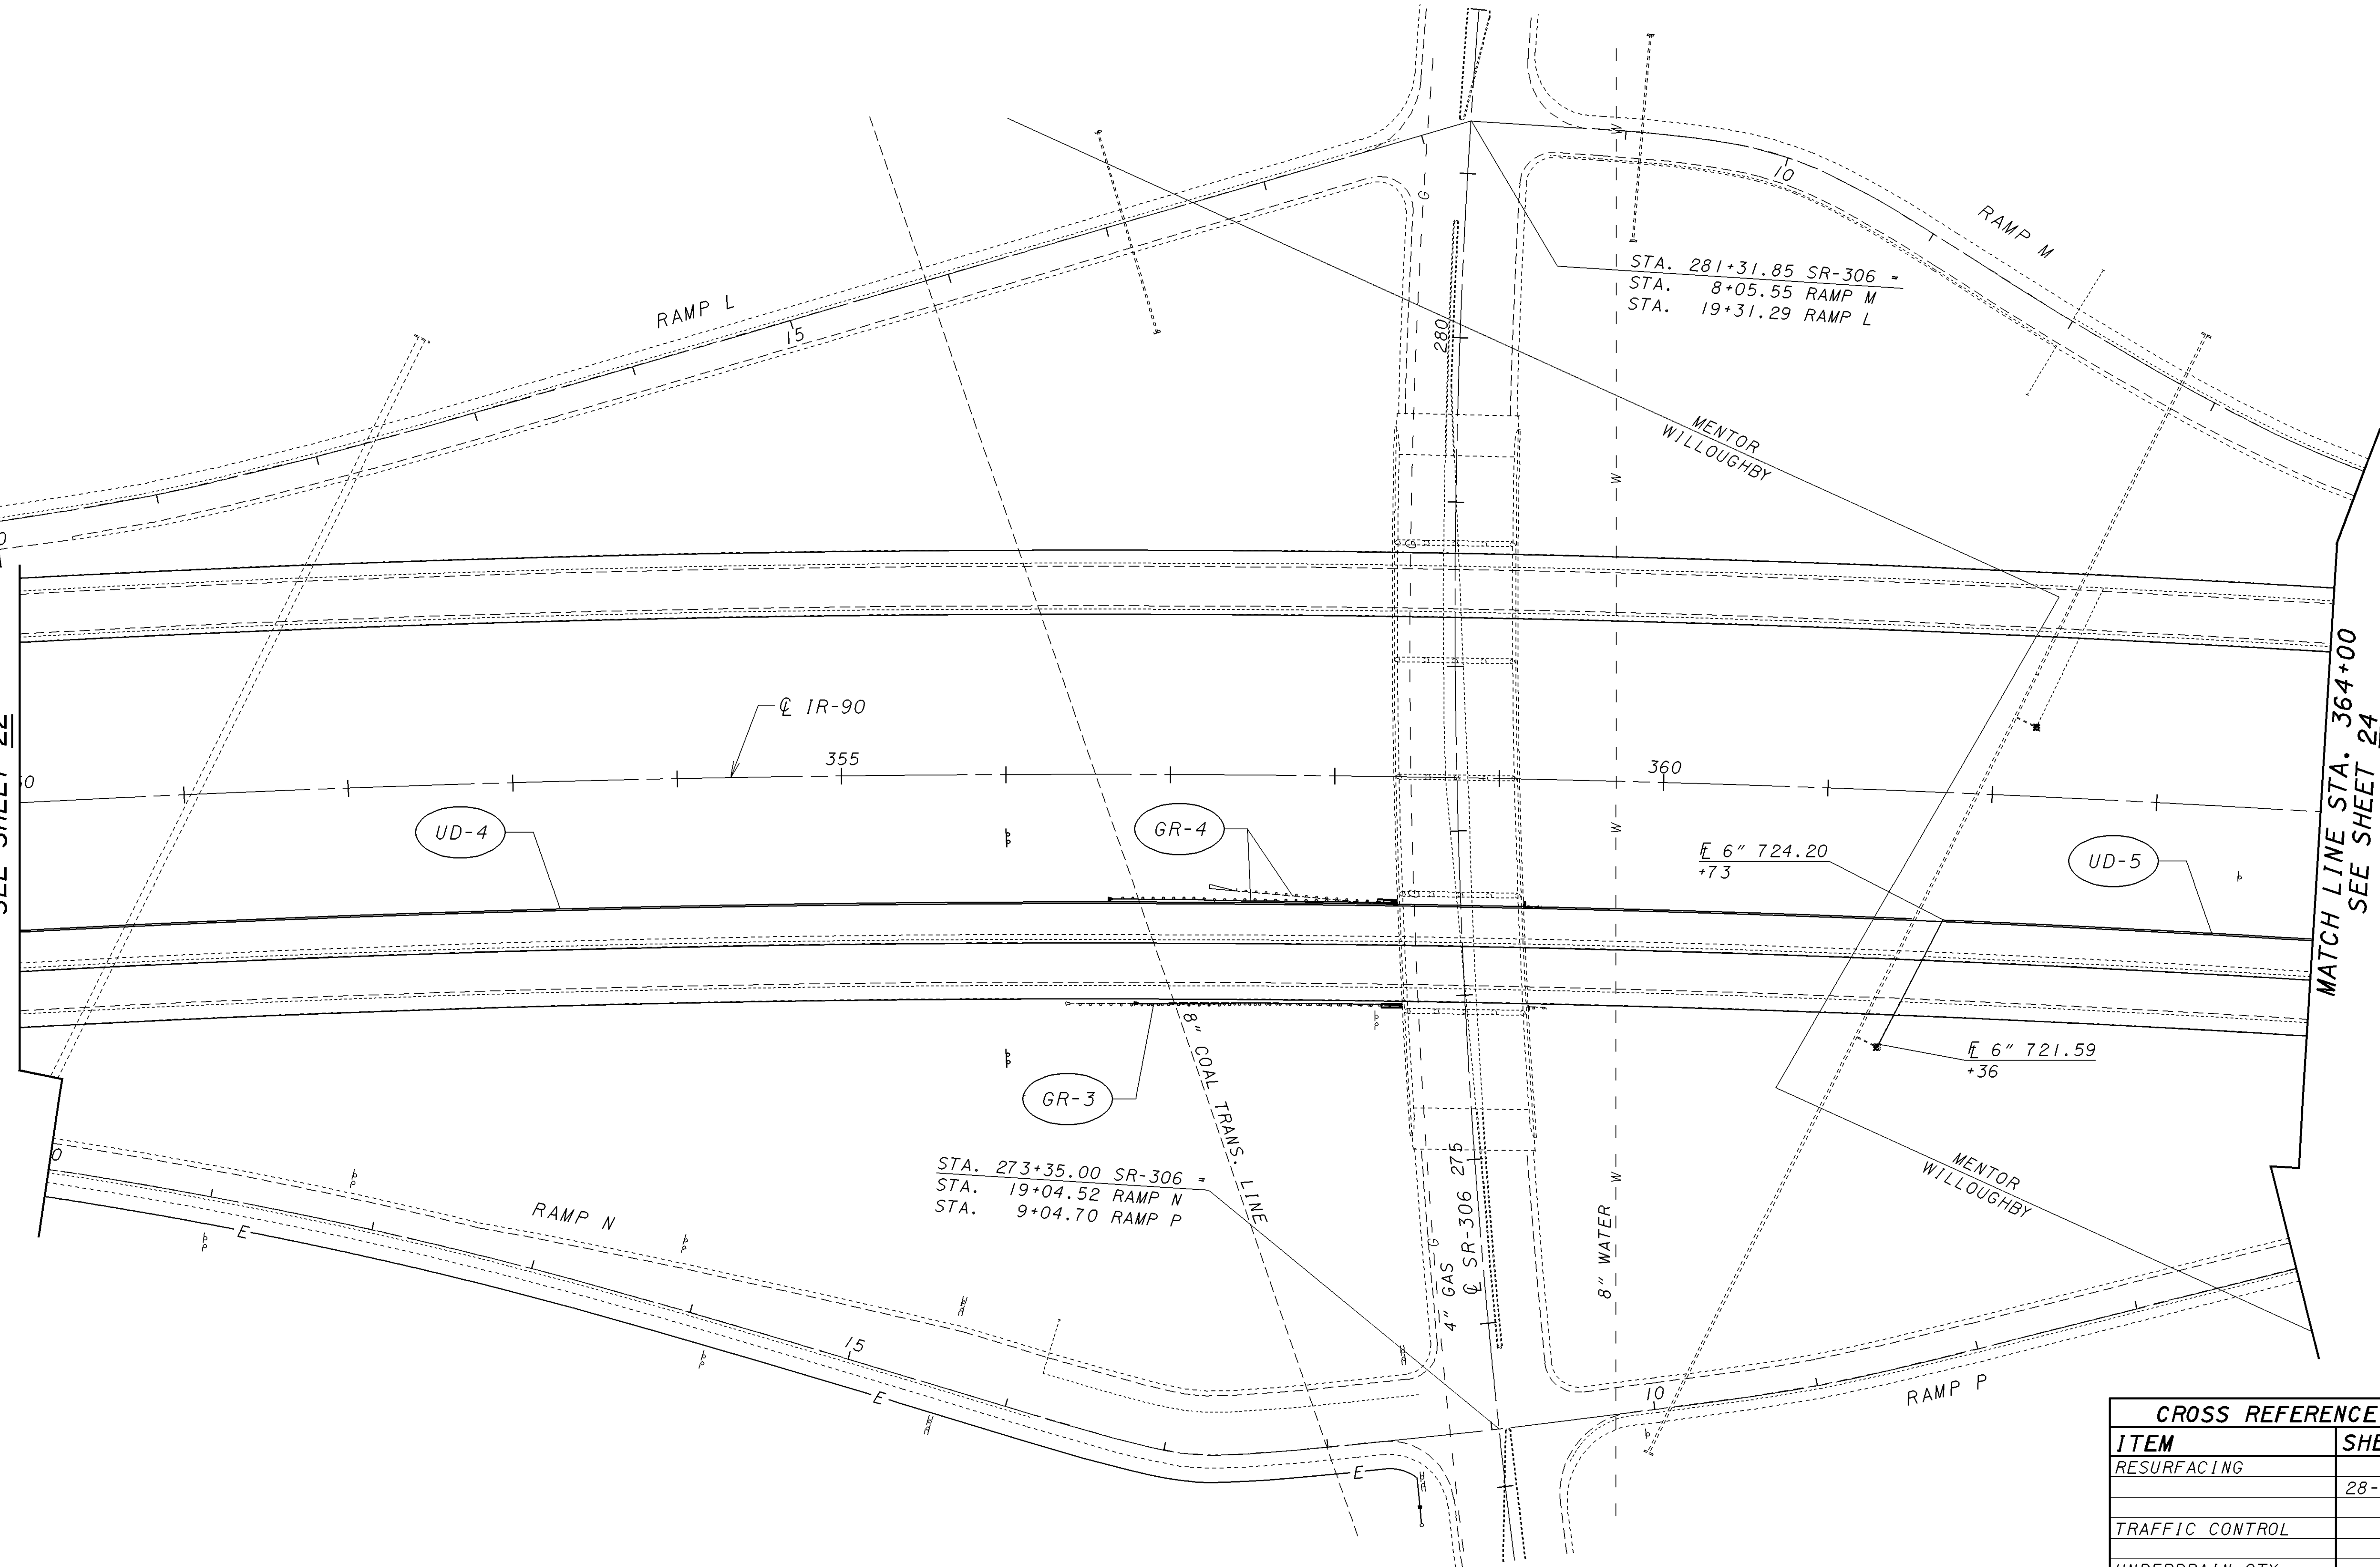 RAMP L
15
RAMP M
10
STA. 281+31.85 SR-306 =
STA. 8+05.55 RAMP M
STA. 19+31.29 RAMP L
G
W
280
MENTOR
WILLOUGHBY
W
G
℄ IR-90
355
360
UD-4
GR-4
W
G
℄ 6" 724.20
+73
UD-5
MATCH LINE STA. 364+00
SEE SHEET 24
SEE SHEET 22
8" COAL TRANS. LINE
GR-3
℄ 6" 721.59
+36
STA. 273+35.00 SR-306 =
STA. 19+04.52 RAMP N
STA. 9+04.70 RAMP P
275
℄ SR-306
4" GAS
G
8" WATER
W
MENTOR
WILLOUGHBY
RAMP N
E
15
E
E
10
RAMP P
CROSS REFERENCE
ITEM
RESURFACING
28-
TRAFFIC CONTROL